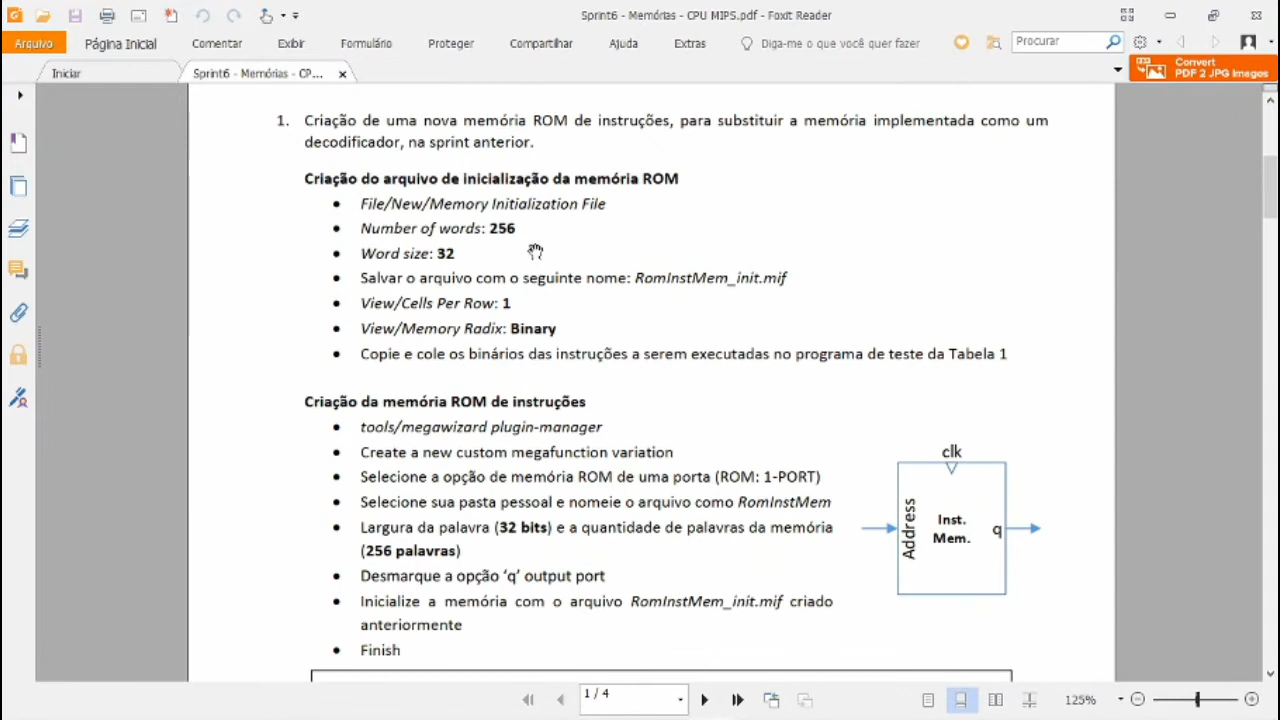 Sprint6 - Memórias - CPU MIPS.pdf - Foxit Reader
Arquivo Página Inicial Comentar Exibir Formulário Proteger Compartilhar Ajuda Extras Diga-me o que você quer fazer Procurar
Iniciar Sprint6 - Memórias - CP... Convert
PDF 2 JPG Images
1. Criação de uma nova memória ROM de instruções, para substituir a memória implementada como um
decodificador, na sprint anterior.
Criação do arquivo de inicialização da memória ROM
• File/New/Memory Initialization File
• Number of words: 256
• Word size: 32
• Salvar o arquivo com o seguinte nome: RomInstMem_init.mif
• View/Cells Per Row: 1
• View/Memory Radix: Binary
• Copie e cole os binários das instruções a serem executadas no programa de teste da Tabela 1
Criação da memória ROM de instruções
• tools/megawizard plugin-manager
• Create a new custom megafunction variation
• Selecione a opção de memória ROM de uma porta (ROM: 1-PORT)
• Selecione sua pasta pessoal e nomeie o arquivo como RomInstMem
• Largura da palavra (32 bits) e a quantidade de palavras da memória
(256 palavras)
• Desmarque a opção ‘q’ output port
• Inicialize a memória com o arquivo RomInstMem_init.mif criado
anteriormente
• Finish
clk
Address
Inst.
Mem.
q
1 / 4
125%